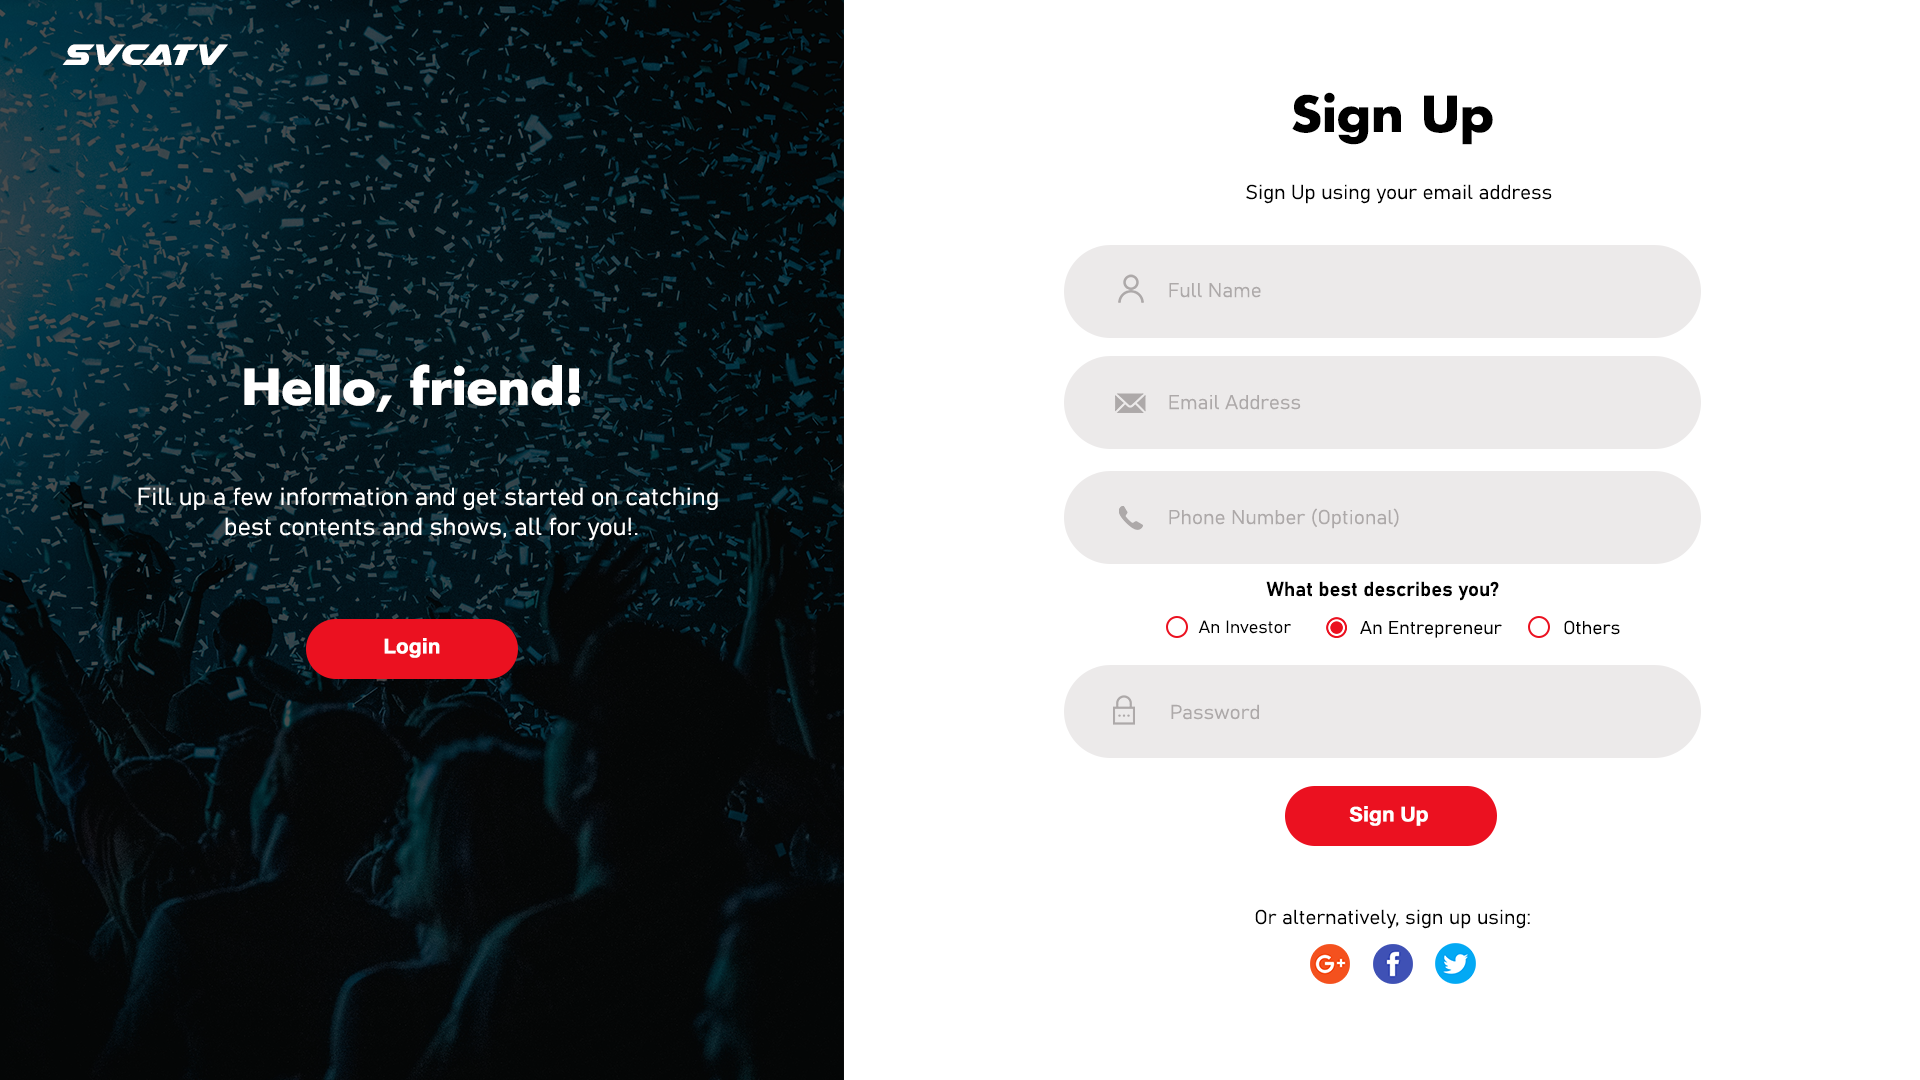 SVCATV
Hello, friend!
Fill up a few information and get started on catching
best contents and shows, all for you!.
Login
Sign Up
Sign Up using your email address
Full Name
Email Address
Phone Number (Optional)
What best describes you?
An Investor
An Entrepreneur
Others
Password
Sign Up
Or alternatively, sign up using:
G+
f